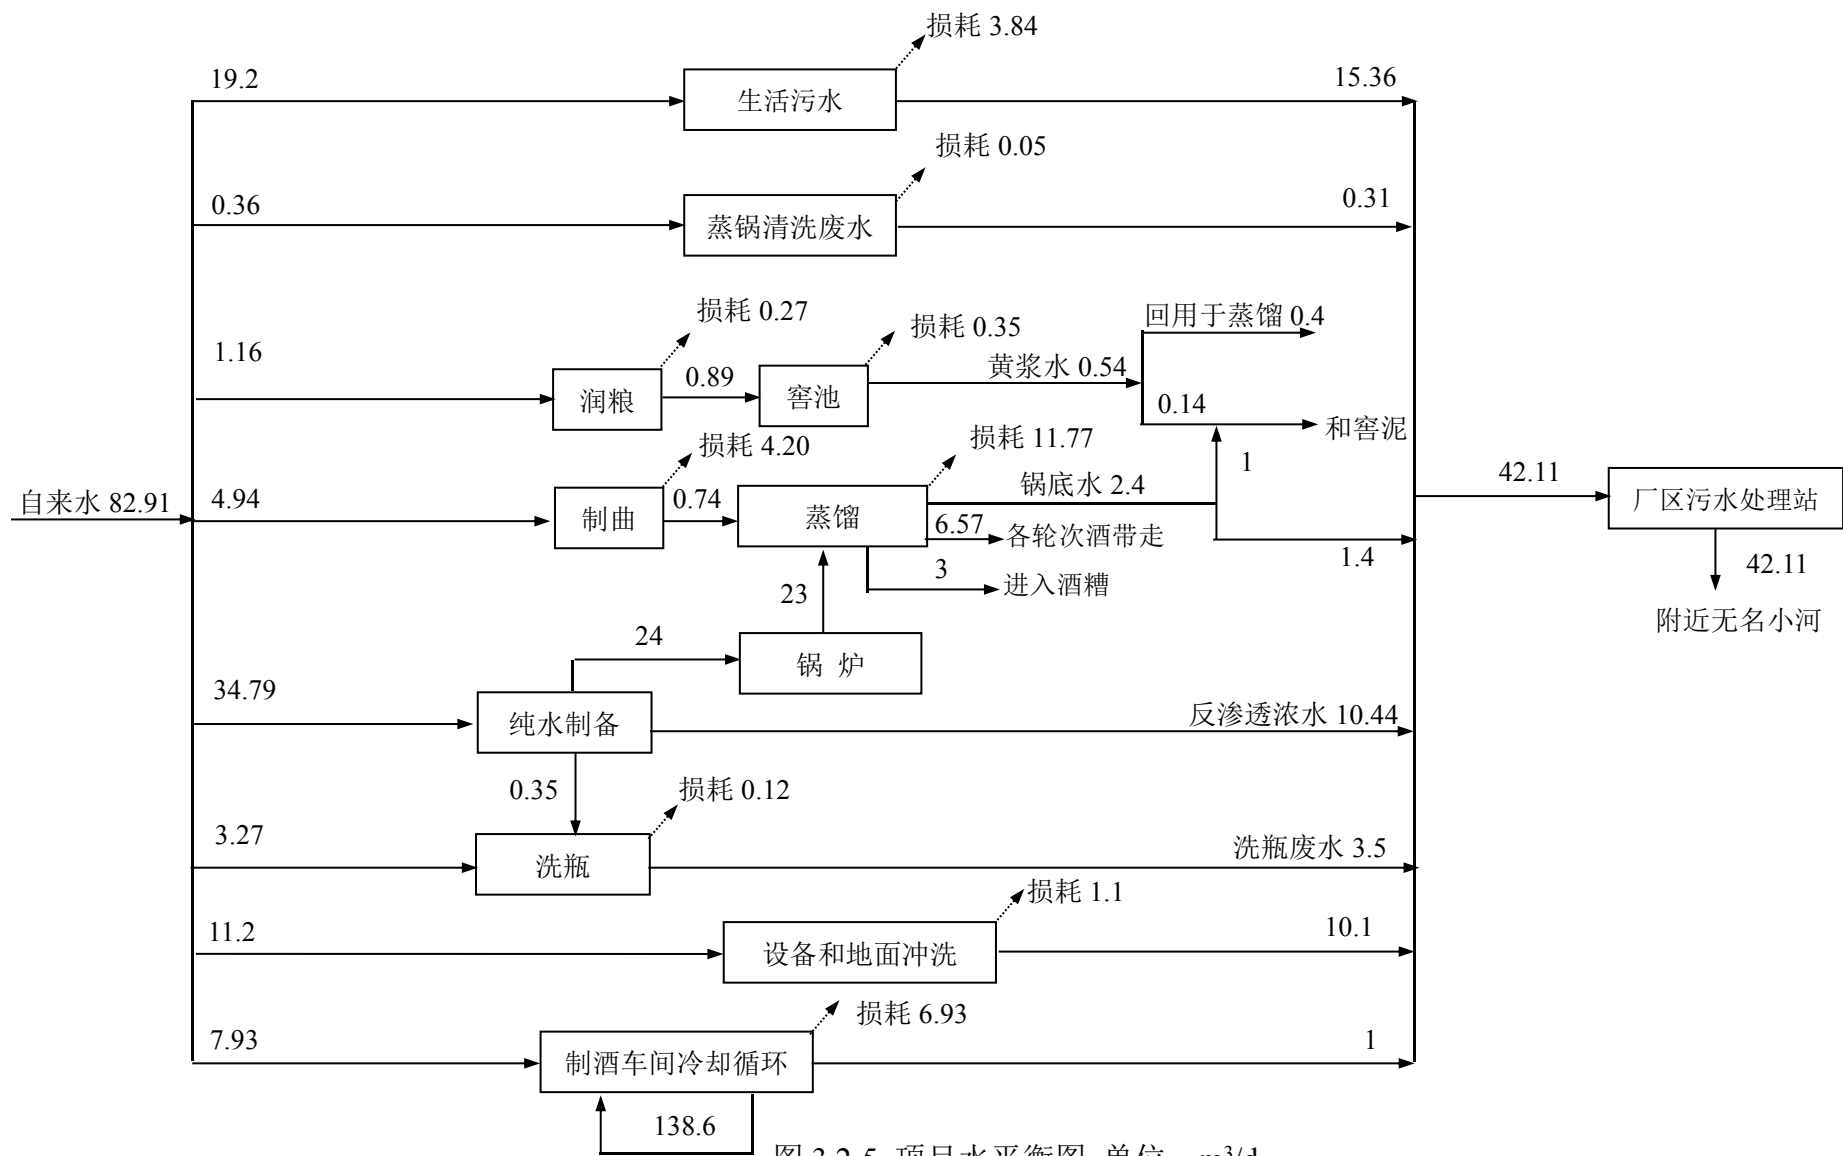 损耗 3.84
19.2
生活污水
15.36
损耗 0.05
0.36
蒸锅清洗废水
0.31
损耗 0.27
损耗 0.35
回用于蒸馏 0.4
1.16
润粮
0.89
窖池
黄浆水 0.54
0.14
和窖泥
损耗 4.20
损耗 11.77
1
自来水 82.91
4.94
制曲
0.74
蒸馏
锅底水 2.4
6.57
各轮次酒带走
1.4
3
进入酒糟
42.11
厂区污水处理站
42.11
附近无名小河
23
24
锅 炉
34.79
纯水制备
反渗透浓水 10.44
0.35
损耗 0.12
3.27
洗瓶
洗瓶废水 3.5
损耗 1.1
11.2
设备和地面冲洗
10.1
损耗 6.93
7.93
制酒车间冷却循环
1
138.6
图 3.2-5 项目水平衡图 单位 m³/d